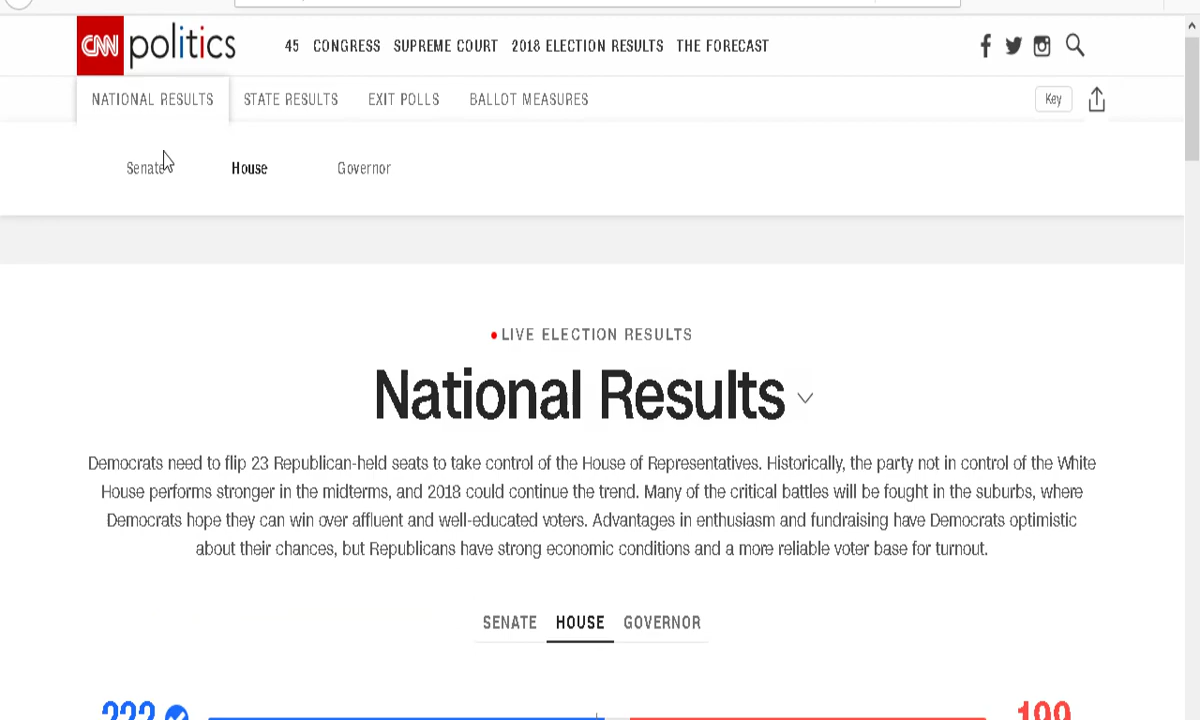 CNN politics 45 CONGRESS SUPREME COURT 2018 ELECTION RESULTS THE FORECAST
NATIONAL RESULTS STATE RESULTS EXIT POLLS BALLOT MEASURES Key
Senate House Governor
LIVE ELECTION RESULTS
National Results
Democrats need to flip 23 Republican-held seats to take control of the House of Representatives. Historically, the party not in control of the White
House performs stronger in the midterms, and 2018 could continue the trend. Many of the critical battles will be fought in the suburbs, where
Democrats hope they can win over affluent and well-educated voters. Advantages in enthusiasm and fundraising have Democrats optimistic
about their chances, but Republicans have strong economic conditions and a more reliable voter base for turnout.
SENATE HOUSE GOVERNOR